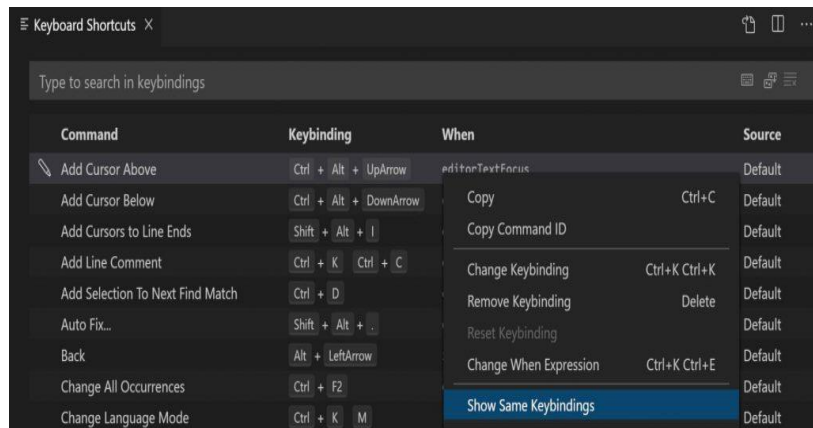 Keyboard Shortcuts
Type to search in keybindings
Command Keybinding When Source
Add Cursor Above Ctrl + Alt + UpArrow editorTextFocus Default
Add Cursor Below Ctrl + Alt + DownArrow Default
Add Cursors to Line Ends Shift + Alt + I Default
Add Line Comment Ctrl + K Ctrl + C Default
Add Selection To Next Find Match Ctrl + D Default
Auto Fix... Shift + Alt + . Default
Back Alt + LeftArrow Default
Change All Occurrences Ctrl + F2 Default
Change Language Mode Ctrl + K M Default
Copy Ctrl+C
Copy Command ID
Change Keybinding Ctrl+K Ctrl+K
Remove Keybinding Delete
Reset Keybinding
Change When Expression Ctrl+K Ctrl+E
Show Same Keybindings